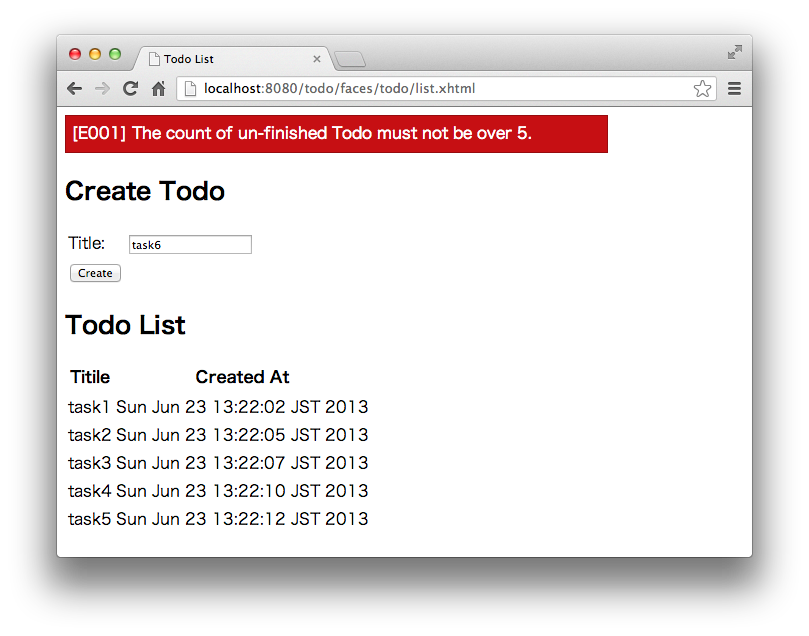 Todo List
localhost:8080/todo/faces/todo/list.xhtml
[E001] The count of un-finished Todo must not be over 5.
Create Todo
Title: task6
Create
Todo List
Titile Created At
task1 Sun Jun 23 13:22:02 JST 2013
task2 Sun Jun 23 13:22:05 JST 2013
task3 Sun Jun 23 13:22:07 JST 2013
task4 Sun Jun 23 13:22:10 JST 2013
task5 Sun Jun 23 13:22:12 JST 2013